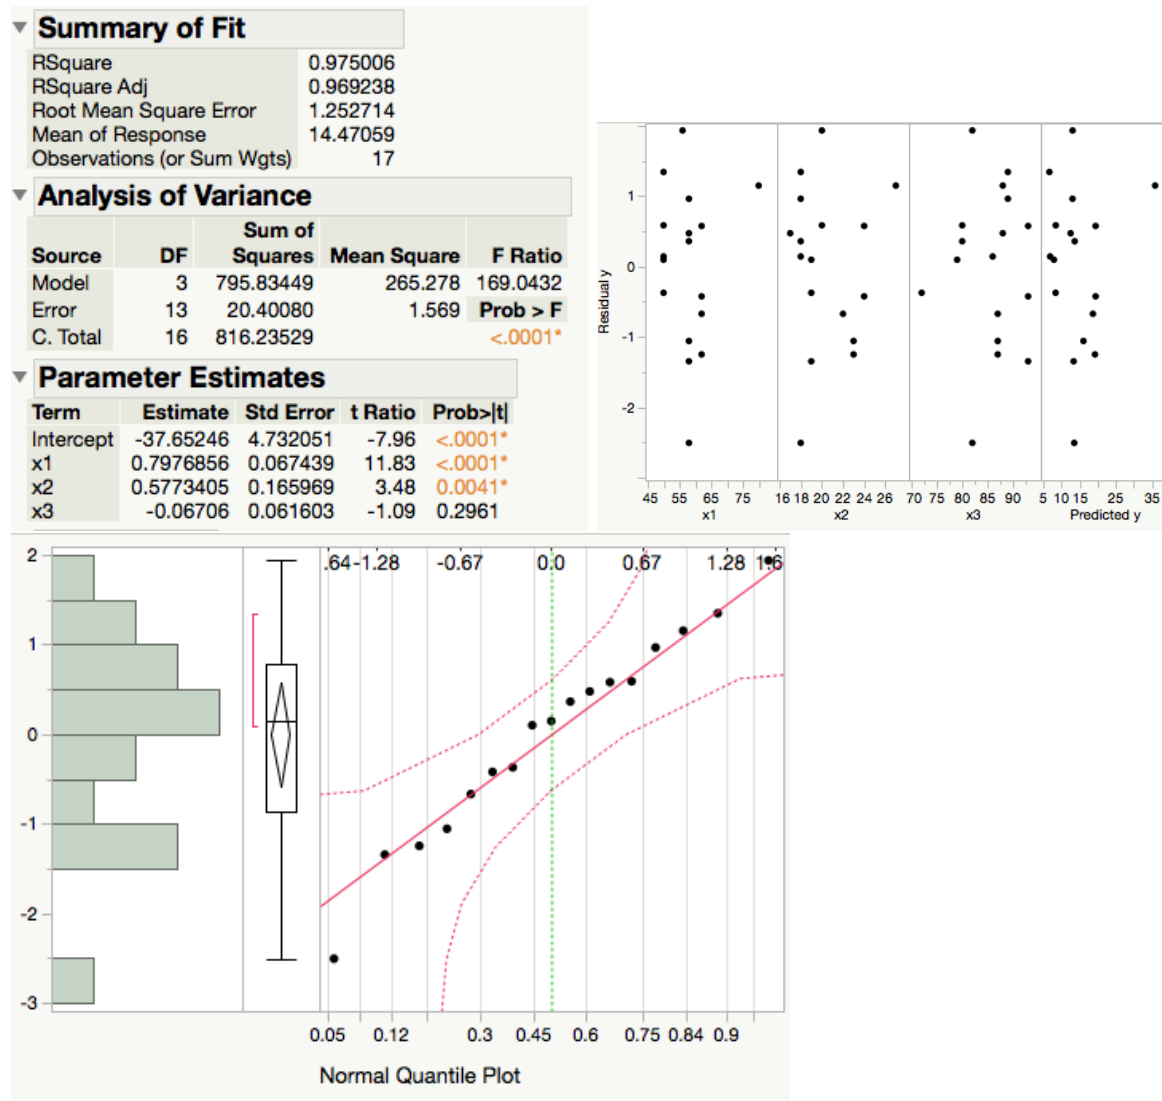 Summary of Fit
RSquare 0.975006
RSquare Adj 0.969238
Root Mean Square Error 1.252714
Mean of Response 14.47059
Observations (or Sum Wgts) 17
Analysis of Variance
Sum of
Source DF Squares Mean Square F Ratio
Model 3 795.83449 265.278 169.0432
Error 13 20.40080 1.569 Prob > F
C. Total 16 816.23529 <.0001*
Parameter Estimates
Term Estimate Std Error t Ratio Prob>|t|
Intercept -37.65246 4.732051 -7.96 <.0001*
x1 0.7976856 0.067439 11.83 <.0001*
x2 0.5773405 0.165969 3.48 0.0041*
x3 -0.06706 0.061603 -1.09 0.2961
1
0
-1
-2
Residual y
45 55 65 75 16 18 20 22 24 26 70 75 80 85 90 5 10 15 25 35
x1 x2 x3 Predicted y
2
1
0
-1
-2
-3
.64 -1.28 -0.67 0.0 0.67 1.28 1.6
0.05 0.12 0.3 0.45 0.6 0.75 0.84 0.9
Normal Quantile Plot